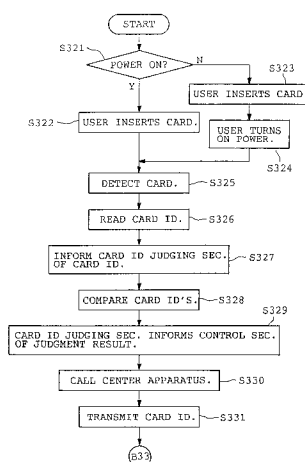 START
S321
POWER ON?
N
S323
Y
USER INSERTS CARD
S322
USER INSERTS CARD.
USER TURNS
ON POWER.
S324
DETECT CARD.
S325
READ CARD ID.
S326
INFORM CARD ID JUDGING SEC.
OF CARD ID.
S327
COMPARE CARD ID'S.
S328
S329
CARD ID JUDGING SEC. INFORMS CONTROL SEC.
OF JUDGMENT RESULT.
CALL CENTER APPARATUS.
S330
TRANSMIT CARD ID.
S331
B33